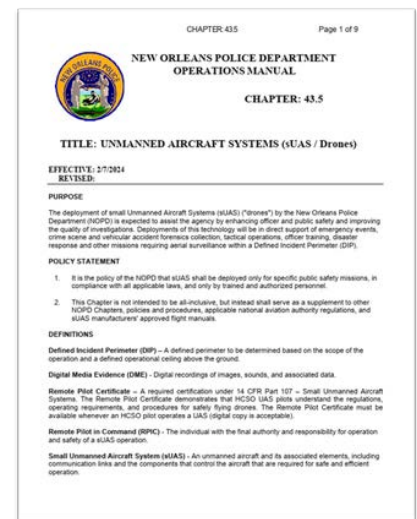 CHAPTER: 43.5 Page 1 of 9
NEW ORLEANS POLICE DEPARTMENT
OPERATIONS MANUAL
CHAPTER: 43.5
TITLE: UNMANNED AIRCRAFT SYSTEMS (sUAS / Drones)
EFFECTIVE: 2/7/2024
REVISED:
PURPOSE
The deployment of small Unmanned Aircraft Systems (sUAS) ("drones") by the New Orleans Police
Department (NOPD) is expected to assist the agency by enhancing officer and public safety and improving
the quality of investigations. Deployments of this technology will be in direct support of emergency events,
crime scene and vehicular accident forensics collection, tactical operations, officer training, disaster
response and other missions requiring aerial surveillance within a Defined Incident Perimeter (DIP).
POLICY STATEMENT
1. It is the policy of the NOPD that sUAS shall be deployed only for specific public safety missions, in
compliance with all applicable laws, and only by trained and authorized personnel.
2. This Chapter is not intended to be all-inclusive, but instead shall serve as a supplement to other
NOPD Chapters, policies and procedures, applicable national aviation authority regulations, and
sUAS manufacturers' approved flight manuals.
DEFINITIONS
Defined Incident Perimeter (DIP) – A defined perimeter to be determined based on the scope of the
operation and a defined operational ceiling above the ground.
Digital Media Evidence (DME) - Digital recordings of images, sounds, and associated data.
Remote Pilot Certificate – A required certification under 14 CFR Part 107 – Small Unmanned Aircraft
Systems. The Remote Pilot Certificate demonstrates that HCSO UAS pilots understand the regulations,
operating requirements, and procedures for safely flying drones. The Remote Pilot Certificate must be
available whenever an HCSO pilot operates a UAS (digital copy is acceptable).
Remote Pilot in Command (RPIC) - The individual with the final authority and responsibility for operation
and safety of a sUAS operation.
Small Unmanned Aircraft System (sUAS) - An unmanned aircraft and its associated elements, including
communication links and the components that control the aircraft that are required for safe and efficient
operation.